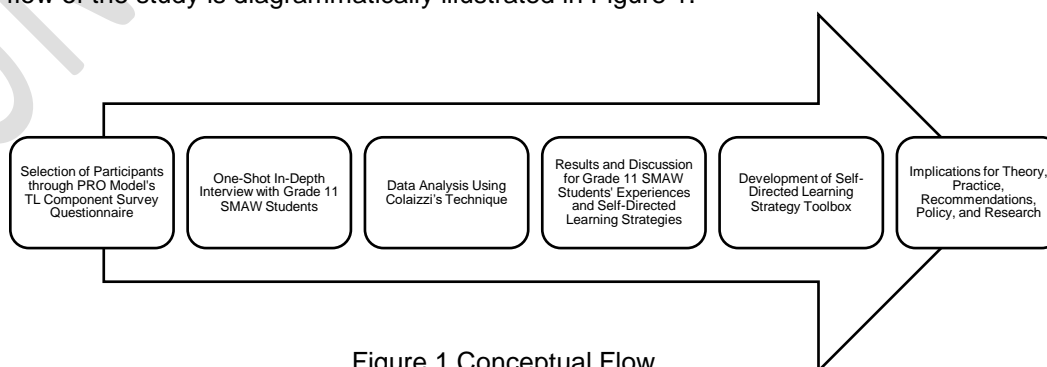 flow of the study is diagrammatically illustrated in Figure 1.
Selection of Participants
through PRO Model's
TL Component Survey
Questionnaire
One-Shot In-Depth
Interview with Grade 11
SMAW Students
Data Analysis Using
Colaizzi's Technique
Results and Discussion
for Grade 11 SMAW
Students' Experiences
and Self-Directed
Learning Strategies
Development of Self-
Directed Learning
Strategy Toolbox
Implications for Theory,
Practice,
Recommendations,
Policy, and Research
Figure 1 Conceptual Flow